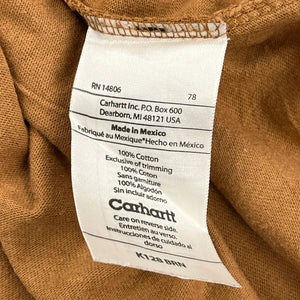 RN 14806 78
Carhartt Inc. P.O. Box 600
Dearborn, MI 48121 USA
Made in Mexico
Fabriqué au Mexique*Hecho en México
100% Cotton
Exclusive of trimming
100% Coton
Sans garniture
100% Algodón
Sin incluir adorno
Carhartt
Care on reverse side.
Entretien au verso.
Instrucciones de cuidado al
dorso
K128 BRN